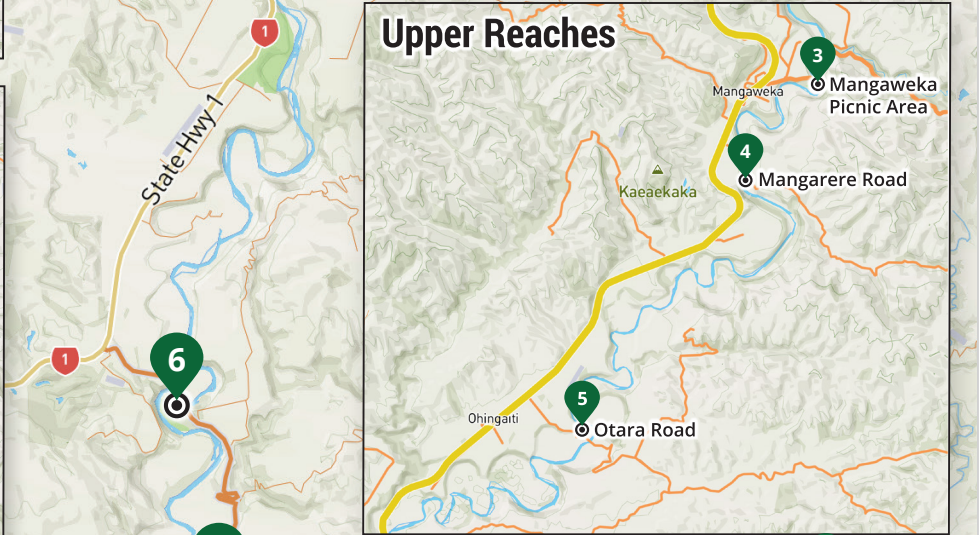 1
State Hwy 1
1
6
Upper Reaches
3
Mangaweka
Mangaweka
Picnic Area
4
Mangarere Road
Kaeaekaka
5
Ohingaiti
Otara Road